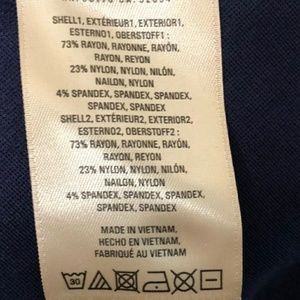 SHELL1, EXTÉRIEUR1, EXTERIOR1,
ESTERNO1, OBERSTOFF1 :
73% RAYON, RAYONNE, RAYÓN,
RAYON, REYON
23% NYLON, NYLON, NILÓN,
NAILON, NYLON
4% SPANDEX, SPANDEX, SPANDEX,
SPANDEX, SPANDEX
SHELL2, EXTÉRIEUR2, EXTERIOR2,
ESTERNO2, OBERSTOFF2 :
73% RAYON, RAYONNE, RAYÓN,
RAYON, REYON
23% NYLON, NYLON, NILÓN,
NAILON, NYLON
4% SPANDEX, SPANDEX, SPANDEX,
SPANDEX, SPANDEX
MADE IN VIETNAM,
HECHO EN VIETNAM,
FABRIQUÉ AU VIETNAM
30